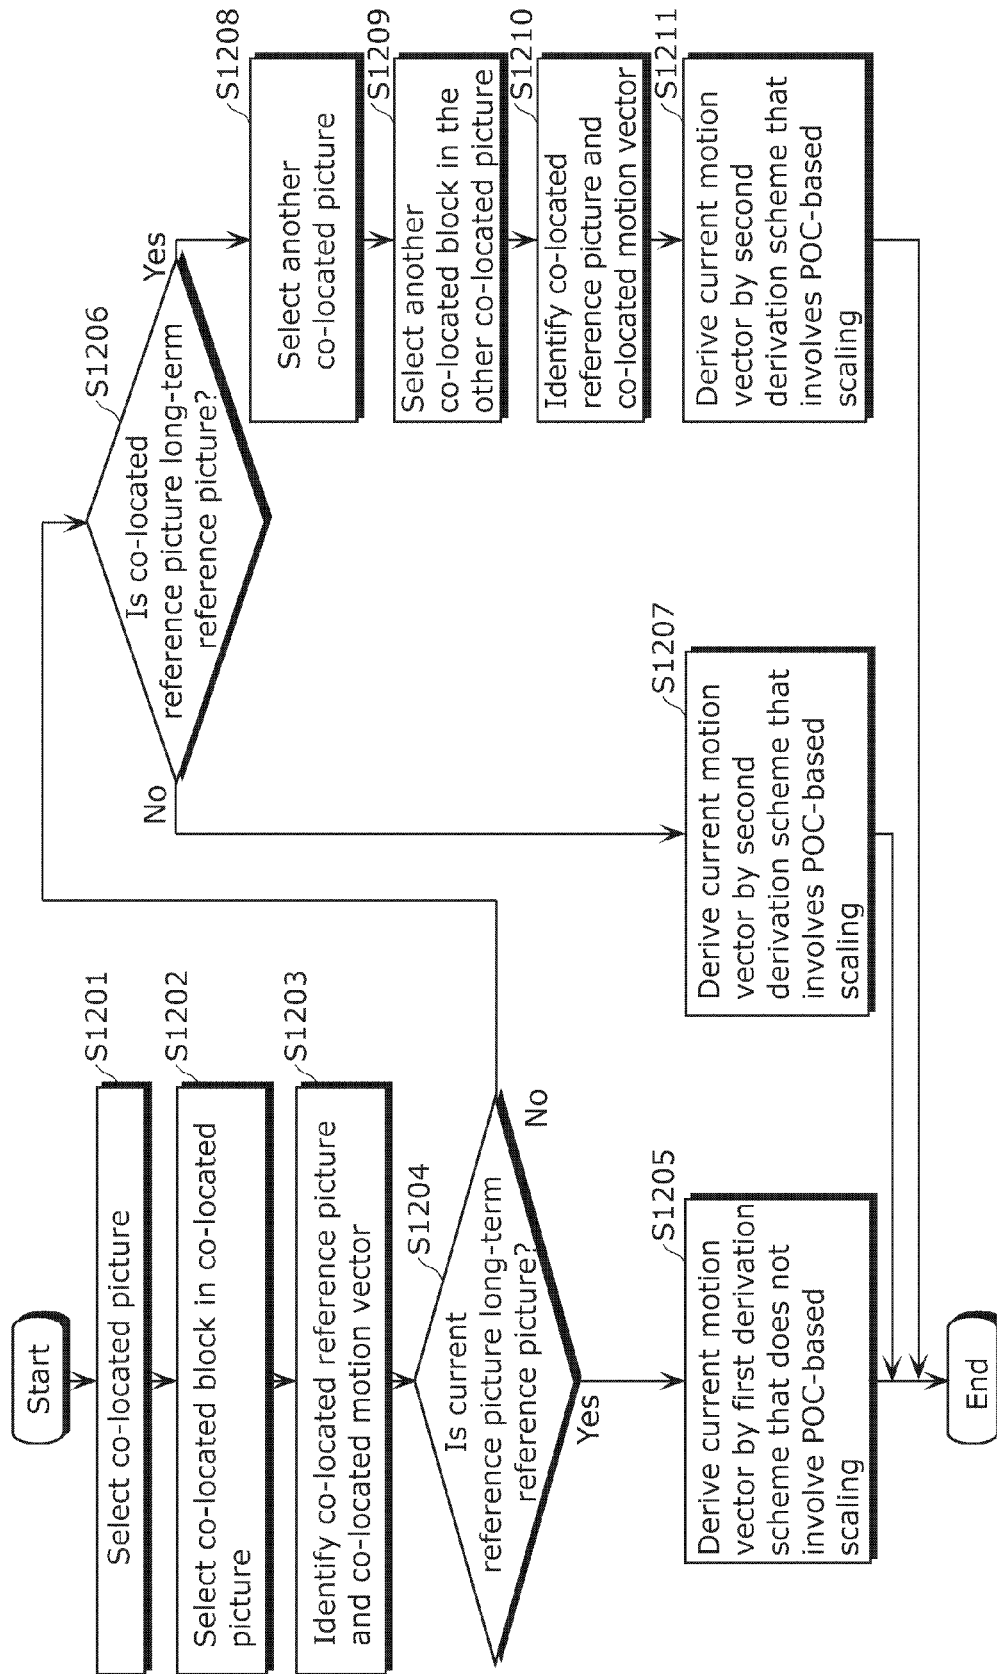 Start
S1201
Select co-located picture
S1202
Select co-located block in co-located
picture
S1203
Identify co-located reference picture
and co-located motion vector
S1204
Is current
reference picture long-term
reference picture?
Yes
No
S1205
Derive current motion
vector by first derivation
scheme that does not
involve POC-based
scaling
S1206
Is co-located
reference picture long-term
reference picture?
No
Yes
S1207
Derive current motion
vector by second
derivation scheme that
involves POC-based
scaling
S1208
Select another
co-located picture
S1209
Select another
co-located block in the
other co-located picture
S1210
Identify co-located
reference picture and
co-located motion vector
S1211
Derive current motion
vector by second
derivation scheme that
involves POC-based
scaling
End